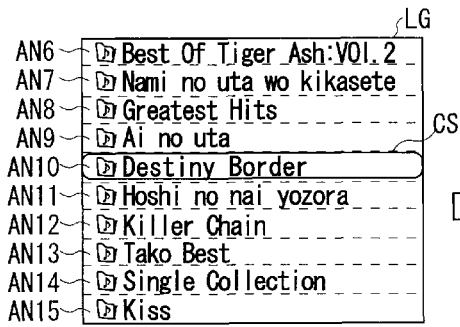 LG
AN6 Best Of Tiger Ash:VOl.2
AN7 Nami no uta wo kikasete
AN8 Greatest Hits
AN9 Ai no uta
CS
AN10 Destiny Border
AN11 Hoshi no nai yozora
AN12 Killer Chain
AN13 Tako Best
AN14 Single Collection
AN15 Kiss